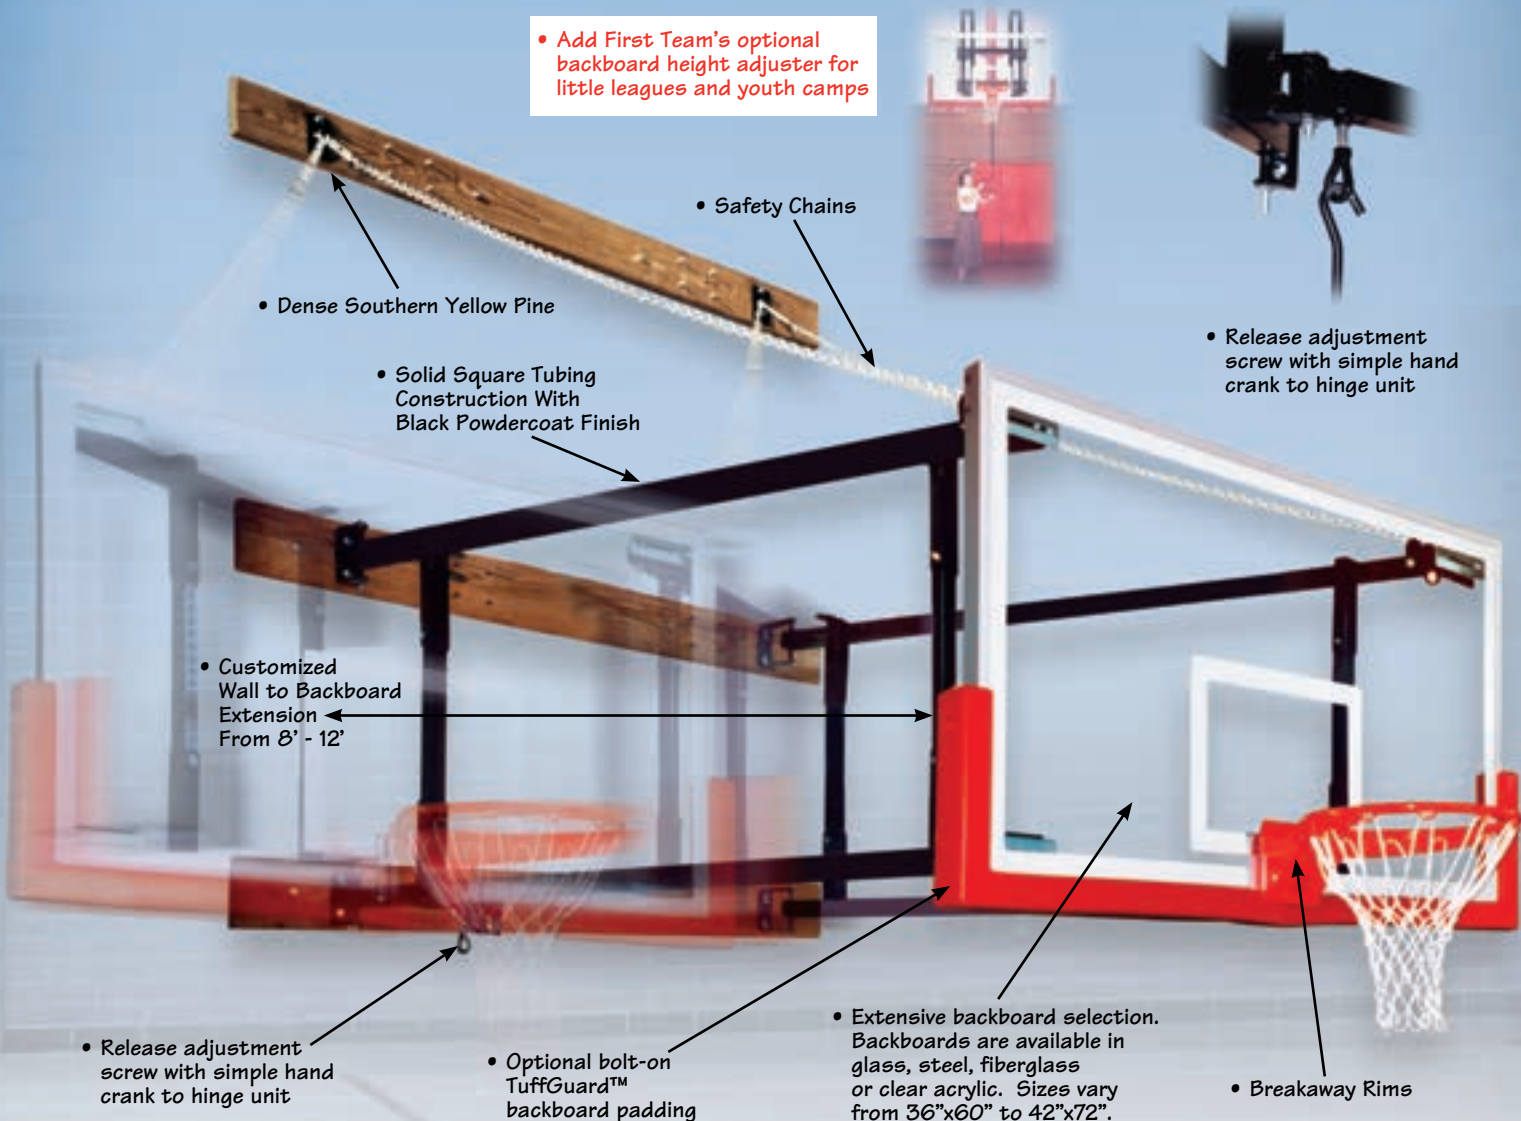 • Add First Team's optional
backboard height adjuster for
little leagues and youth camps
• Safety Chains
• Dense Southern Yellow Pine
• Release adjustment
screw with simple hand
crank to hinge unit
• Solid Square Tubing
Construction With
Black Powdercoat Finish
• Customized
Wall to Backboard
Extension
From 8' - 12'
• Release adjustment
screw with simple hand
crank to hinge unit
• Optional bolt-on
TuffGuard™
backboard padding
• Extensive backboard selection.
Backboards are available in
glass, steel, fiberglass
or clear acrylic. Sizes vary
from 36”x60” to 42”x72”.
• Breakaway Rims